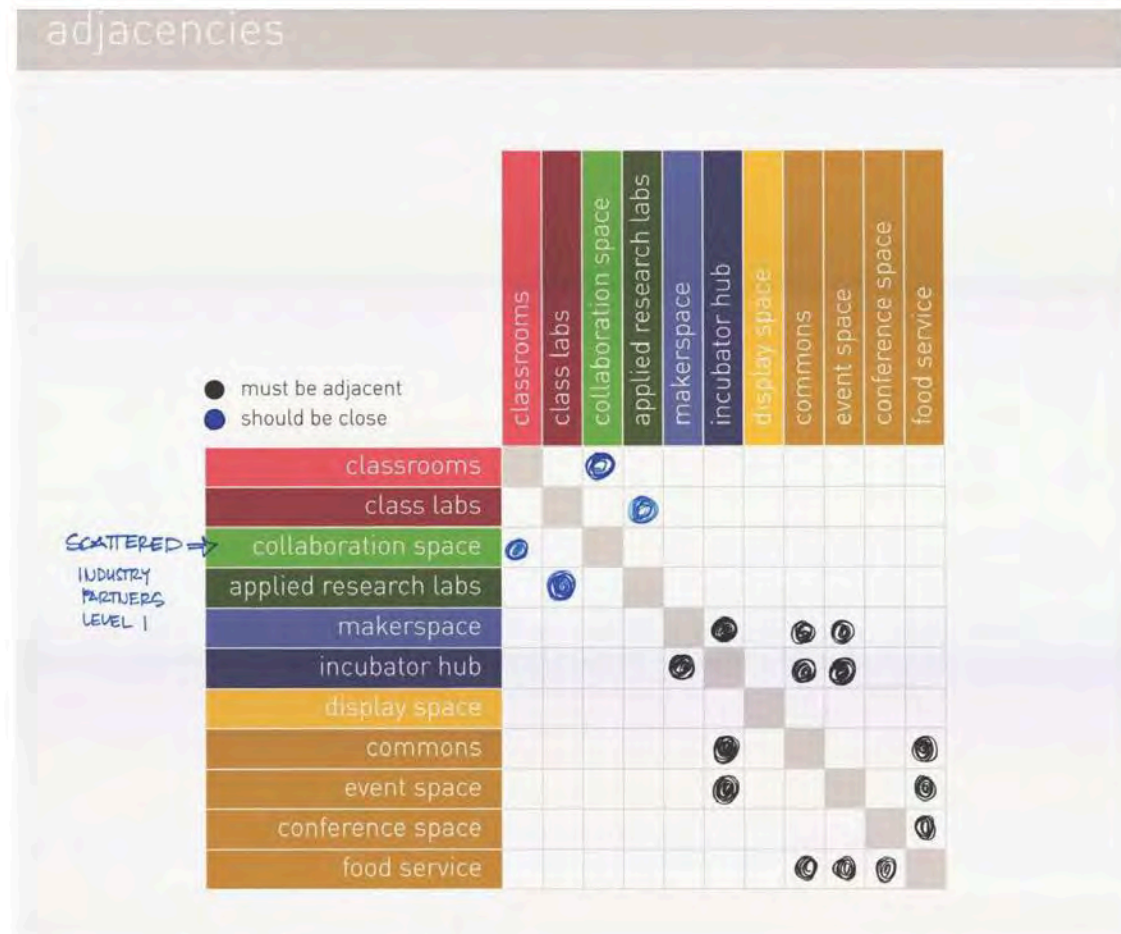 adjacencies
classrooms
class labs
collaboration space
applied research labs
makerspace
incubator hub
display space
commons
event space
conference space
food service
must be adjacent
should be close
classrooms
class labs
SCATTERED → collaboration space
INDUSTRY
PARTNERS
LEVEL 1
applied research labs
makerspace
incubator hub
display space
commons
event space
conference space
food service